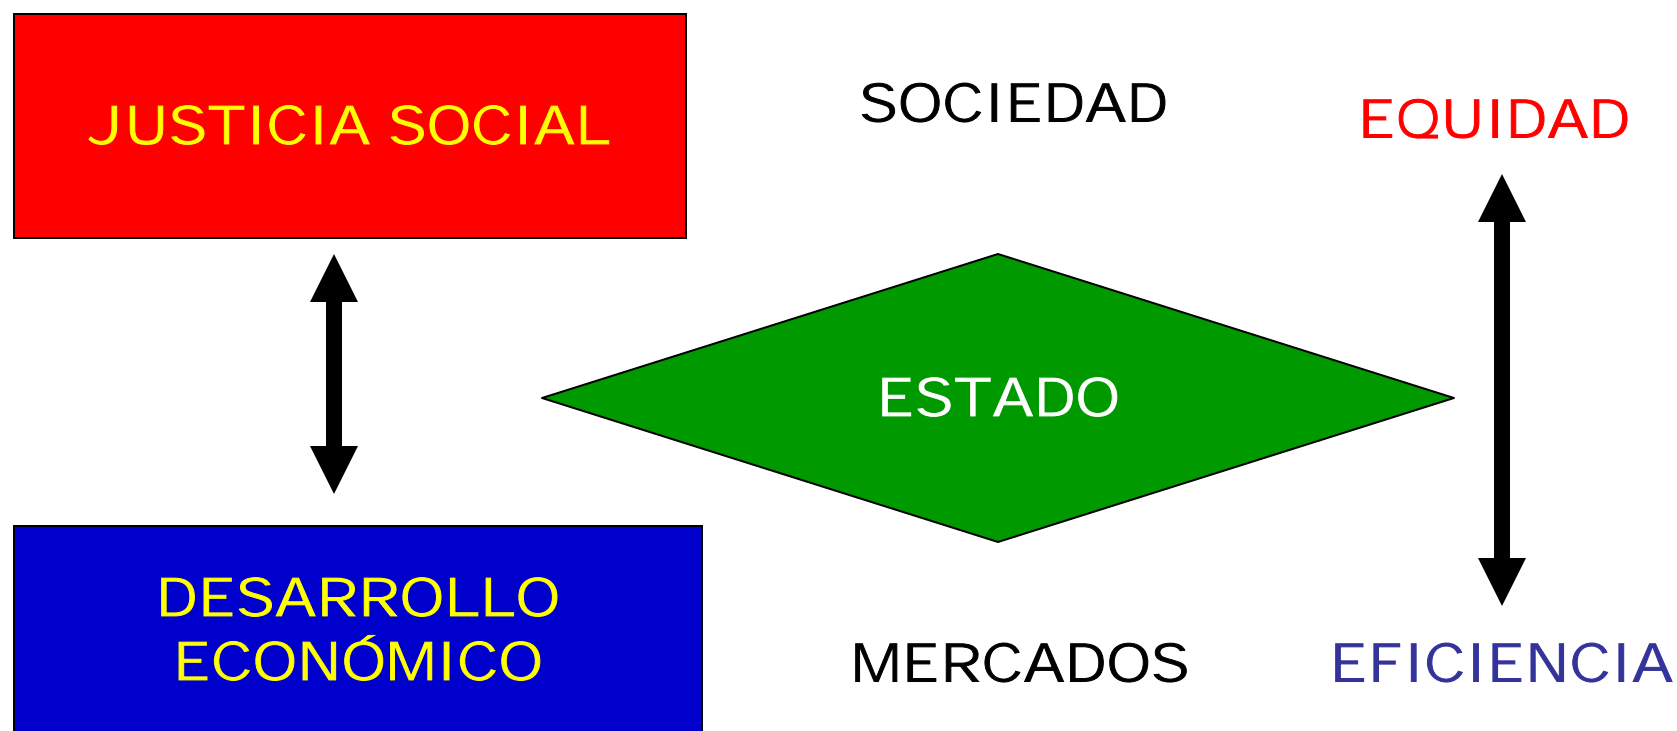 JUSTICIA SOCIAL
SOCIEDAD
EQUIDAD
ESTADO
DESARROLLO
ECONÓMICO
MERCADOS
EFICIENCIA